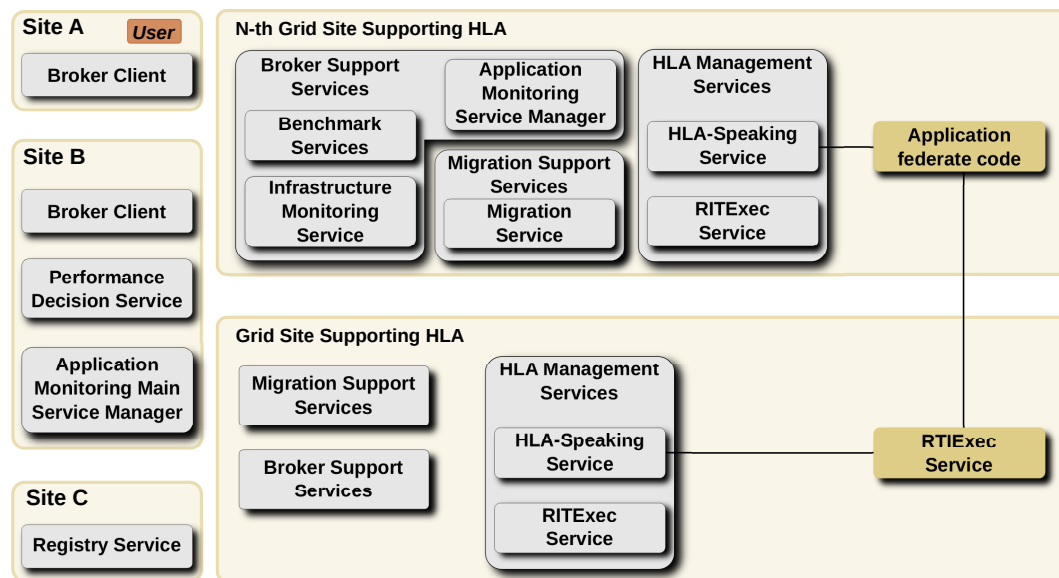 Site A
User
Broker Client
Site B
Broker Client
Performance
Decision Service
Application
Monitoring Main
Service Manager
Site C
Registry Service
N-th Grid Site Supporting HLA
Broker Support
Services
Application
Monitoring
Service Manager
Benchmark
Services
Infrastructure
Monitoring
Service
Migration Support
Services
Migration
Service
HLA Management
Services
HLA-Speaking
Service
RITExec
Service
Application
federate code
Grid Site Supporting HLA
Migration Support
Services
Broker Support
Services
HLA Management
Services
HLA-Speaking
Service
RITExec
Service
RTIExec
Service